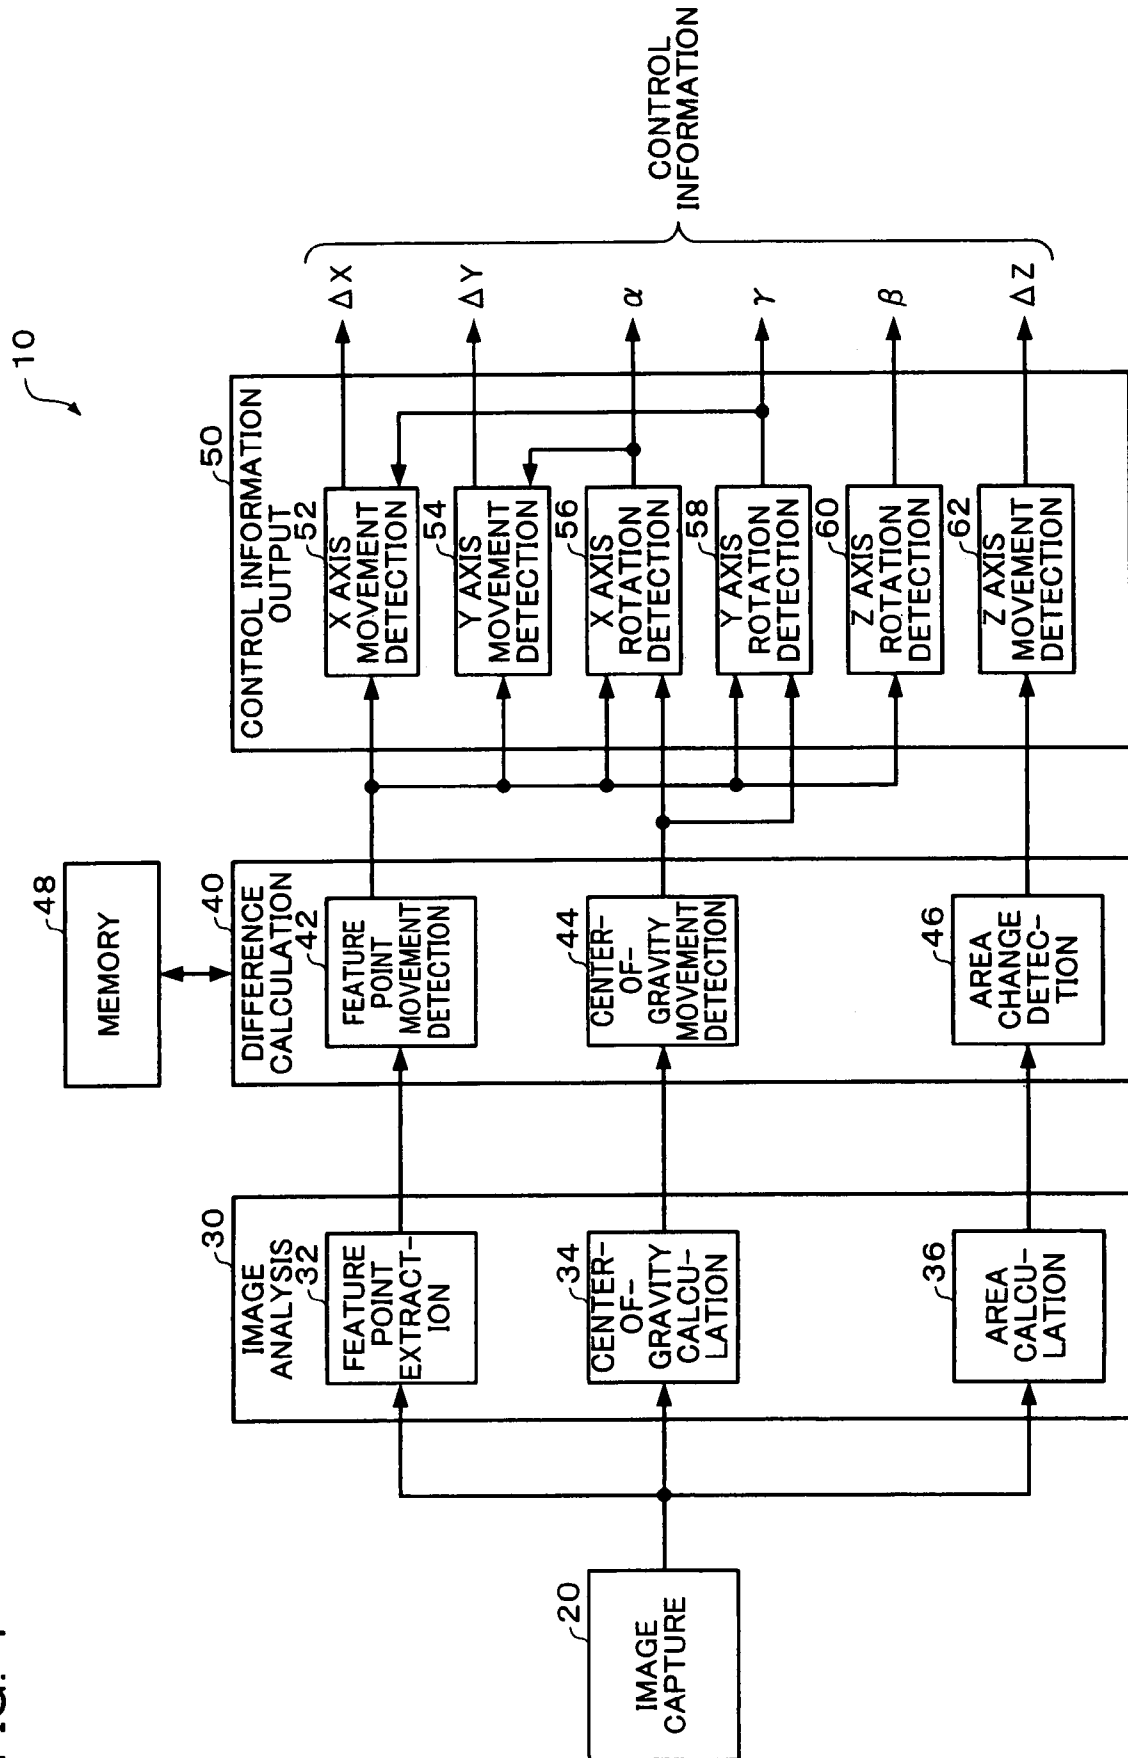 10
IMAGE
CAPTURE
20
IMAGE
ANALYSIS
30
FEATURE
POINT
EXTRACT-
ION
32
CENTER-
OF-
GRAVITY
CALCU-
LATION
34
AREA
CALCU-
LATION
36
MEMORY
48
DIFFERENCE
CALCULATION
40
FEATURE
POINT
MOVEMENT
DETECTION
42
CENTER-
OF-
GRAVITY
MOVEMENT
DETECTION
44
AREA
CHANGE
DETEC-
TION
46
CONTROL INFORMATION
OUTPUT
50
X AXIS
MOVEMENT
DETECTION
52
Y AXIS
MOVEMENT
DETECTION
54
X AXIS
ROTATION
DETECTION
56
Y AXIS
ROTATION
DETECTION
58
Z AXIS
ROTATION
DETECTION
60
Z AXIS
MOVEMENT
DETECTION
62
ΔX
ΔY
α
γ
β
ΔZ
CONTROL
INFORMATION